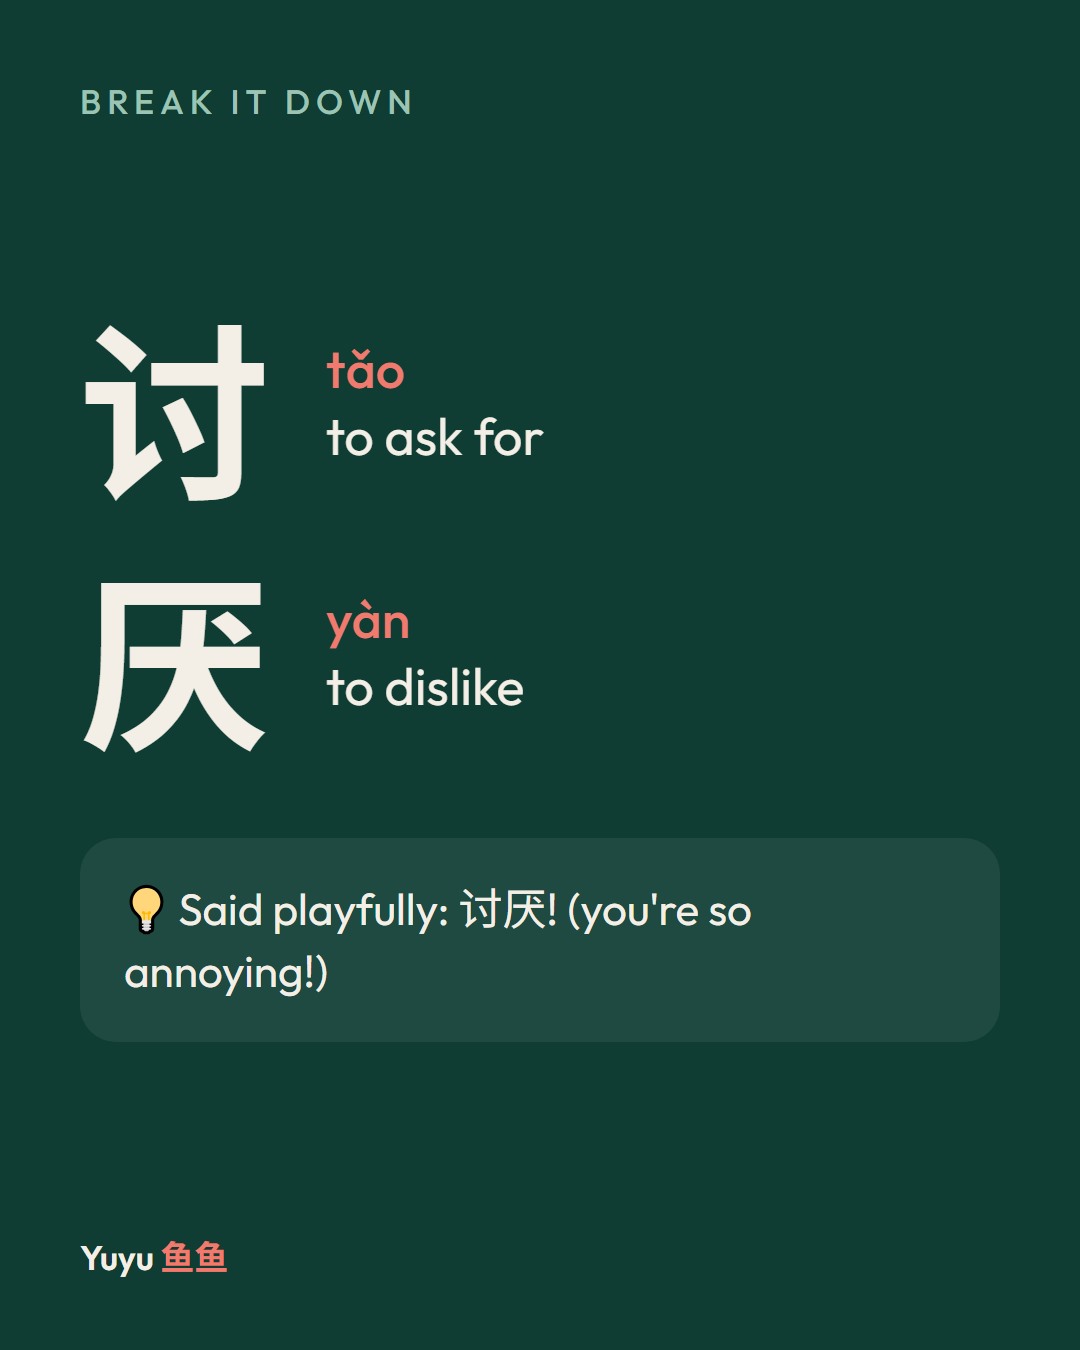 BREAK IT DOWN
讨
tǎo
to ask for
厌
yàn
to dislike
💡 Said playfully: 讨厌! (you're so
annoying!)
Yuyu 鱼鱼